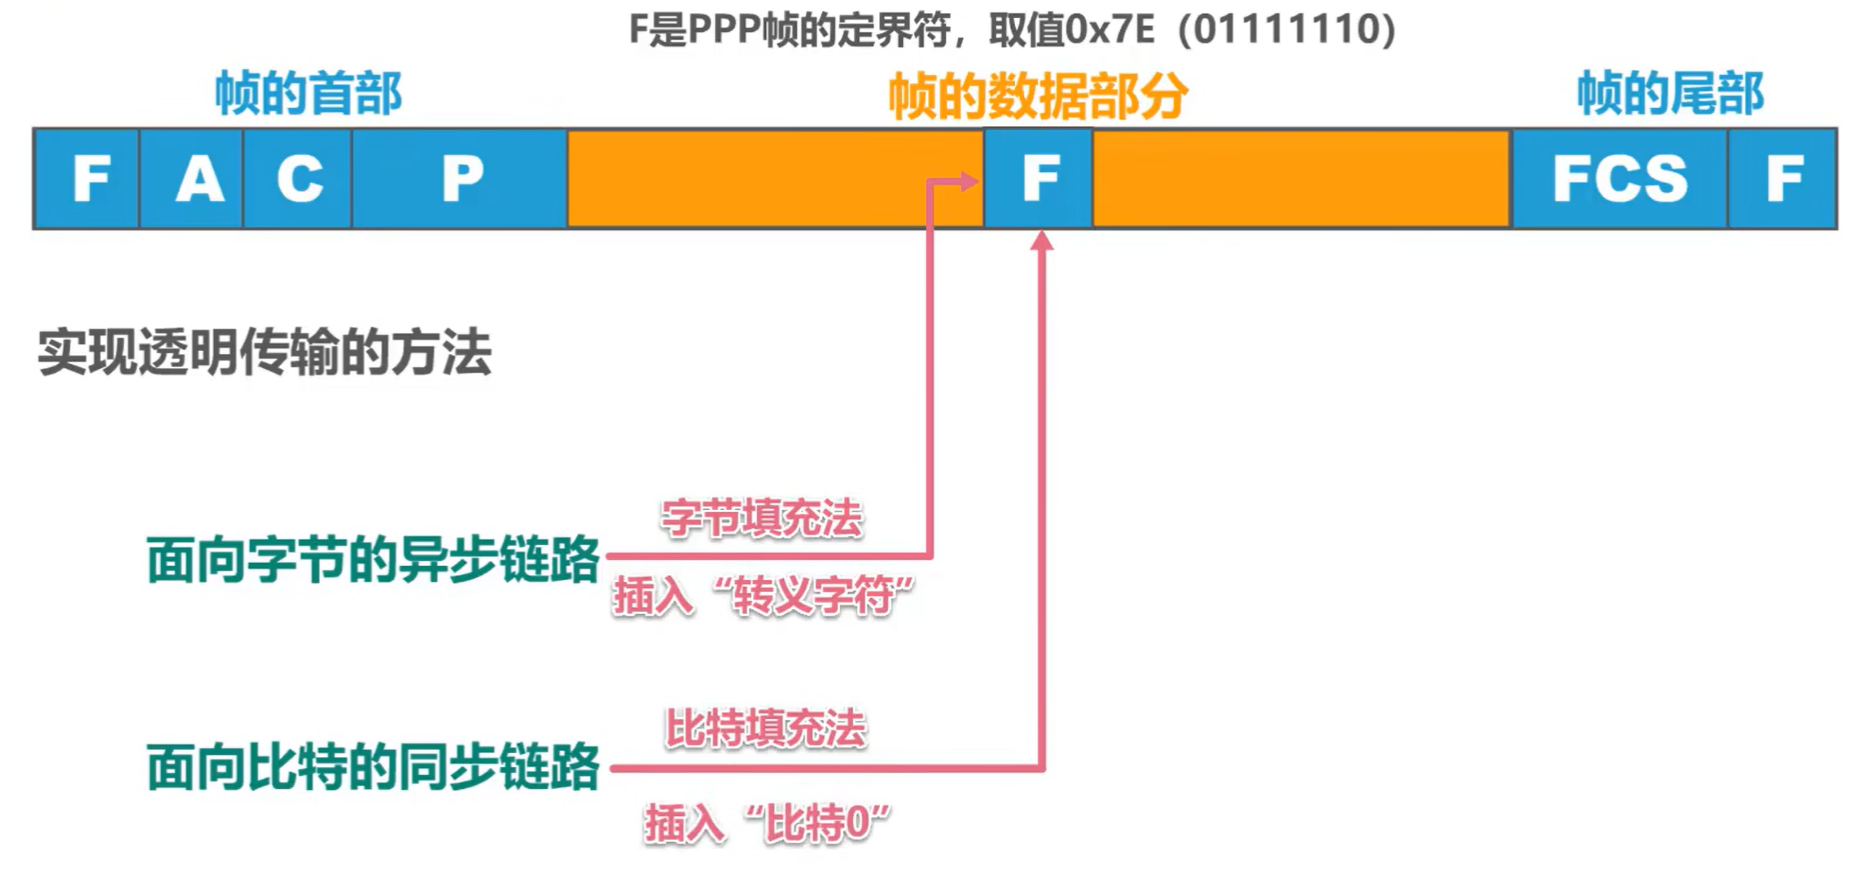 F是PPP帧的定界符，取值0x7E（01111110）
帧的首部
帧的数据部分
帧的尾部
F A C P F FCS F
实现透明传输的方法
字节填充法
面向字节的异步链路
插入“转义字符”
比特填充法
面向比特的同步链路
插入“比特0”